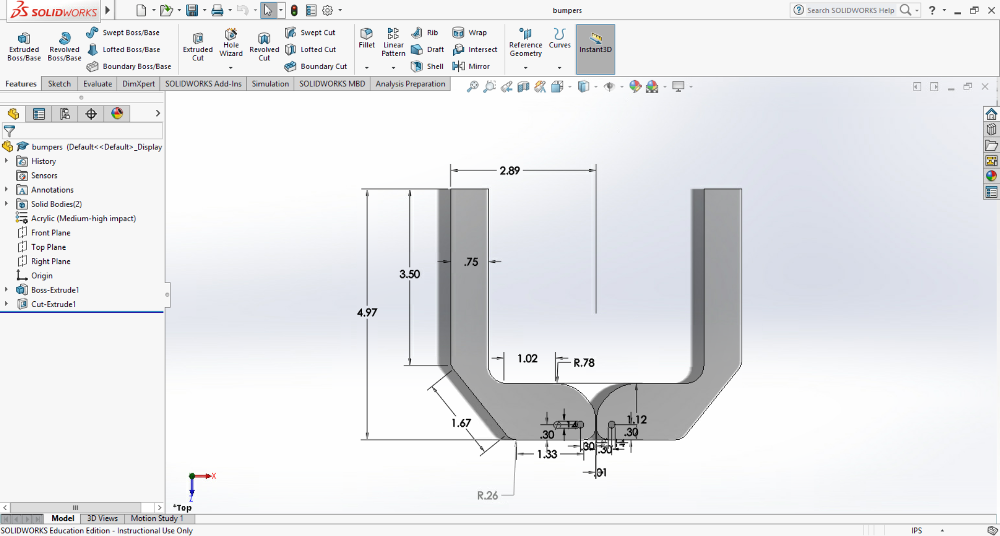 SOLIDWORKS
bumpers
Search SOLIDWORKS Help
?
Extruded Boss/Base
Revolved Boss/Base
Swept Boss/Base
Lofted Boss/Base
Boundary Boss/Base
Extruded Cut
Hole Wizard
Revolved Cut
Swept Cut
Lofted Cut
Boundary Cut
Fillet
Linear Pattern
Rib
Draft
Shell
Wrap
Intersect
Mirror
Reference Geometry
Curves
Instant3D
Features
Sketch
Evaluate
DimXpert
SOLIDWORKS Add-Ins
Simulation
SOLIDWORKS MBD
Analysis Preparation
bumpers (Default<<Default>_Display
History
Sensors
Annotations
Solid Bodies(2)
Acrylic (Medium-high impact)
Front Plane
Top Plane
Right Plane
Origin
Boss-Extrude1
Cut-Extrude1
2.89
.75
3.50
4.97
1.02
R.78
1.67
1.12
.30
.30
.30
.30
1.33
.01
R.26
X
Z
*Top
Model
3D Views
Motion Study 1
SOLIDWORKS Education Edition - Instructional Use Only
IPS